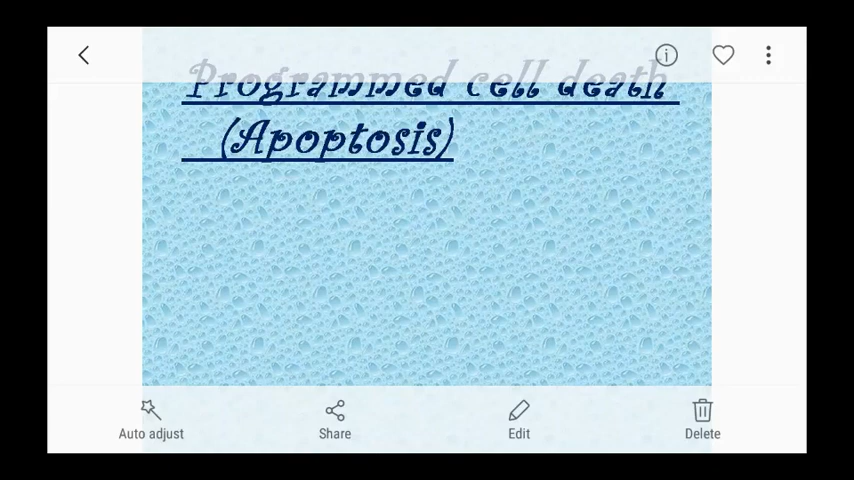 Programmed cell death
(Apoptosis)
Auto adjust
Share
Edit
Delete